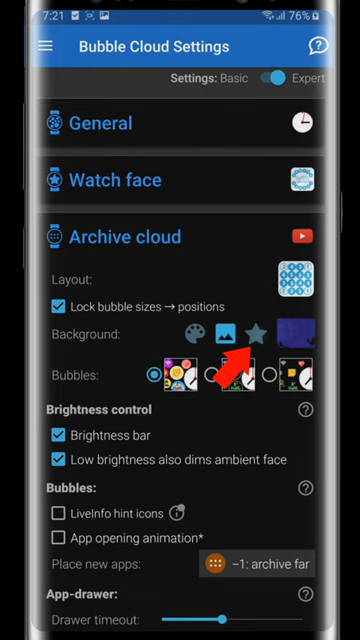 7:21 76%
Bubble Cloud Settings
Settings: Basic Expert
General
Watch face
Archive cloud
Layout:
Lock bubble sizes → positions
Background:
Bubbles:
Brightness control
Brightness bar
Low brightness also dims ambient face
Bubbles:
LiveInfo hint icons
App opening animation*
Place new apps: −1: archive far
App-drawer:
Drawer timeout: